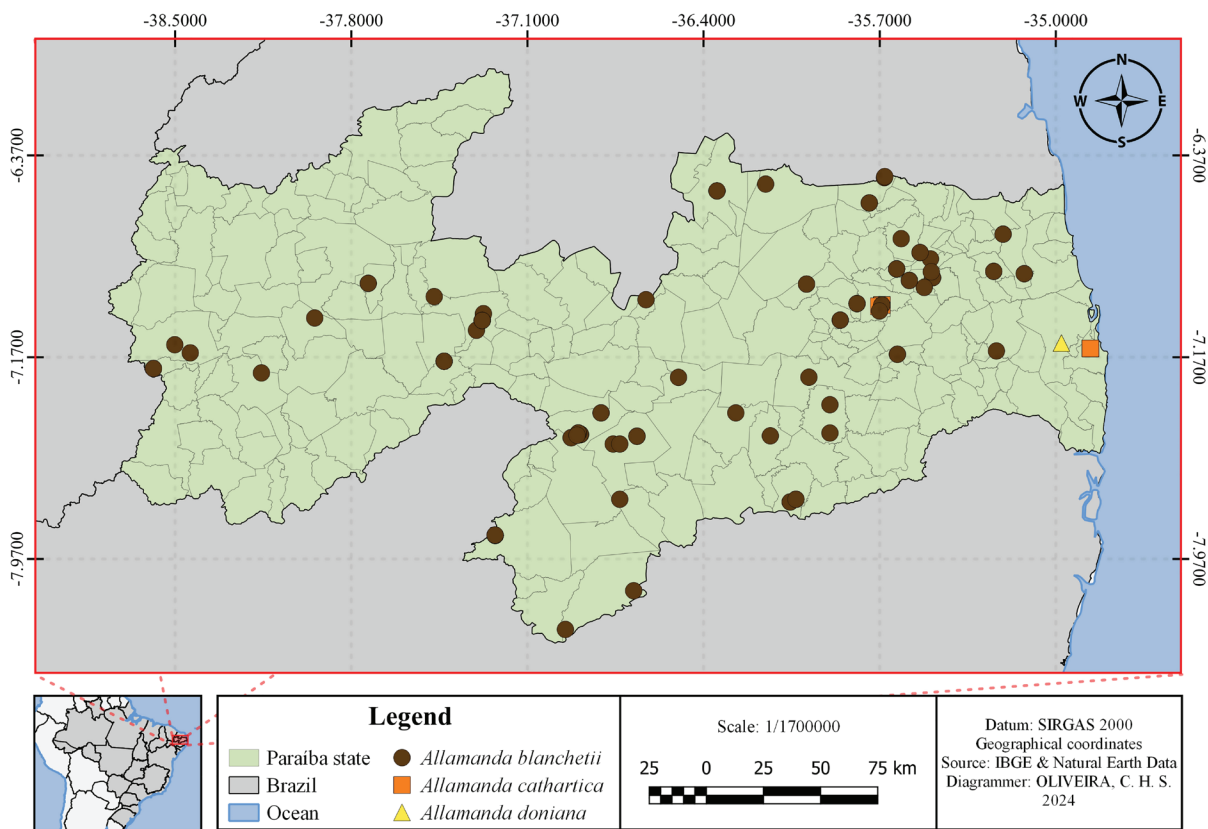 -38.5000 -37.8000 -37.1000 -36.4000 -35.7000 -35.0000
N
W E
S
-6.3700 -6.3700
-7.1700 -7.1700
-7.9700 -7.9700
Legend
Paraíba state
Brazil
Ocean
Allamanda blanchetii
Allamanda cathartica
Allamanda doniana
Scale: 1/1700000
25 0 25 50 75 km
Datum: SIRGAS 2000
Geographical coordinates
Source: IBGE & Natural Earth Data
Diagrammer: OLIVEIRA, C. H. S.
2024